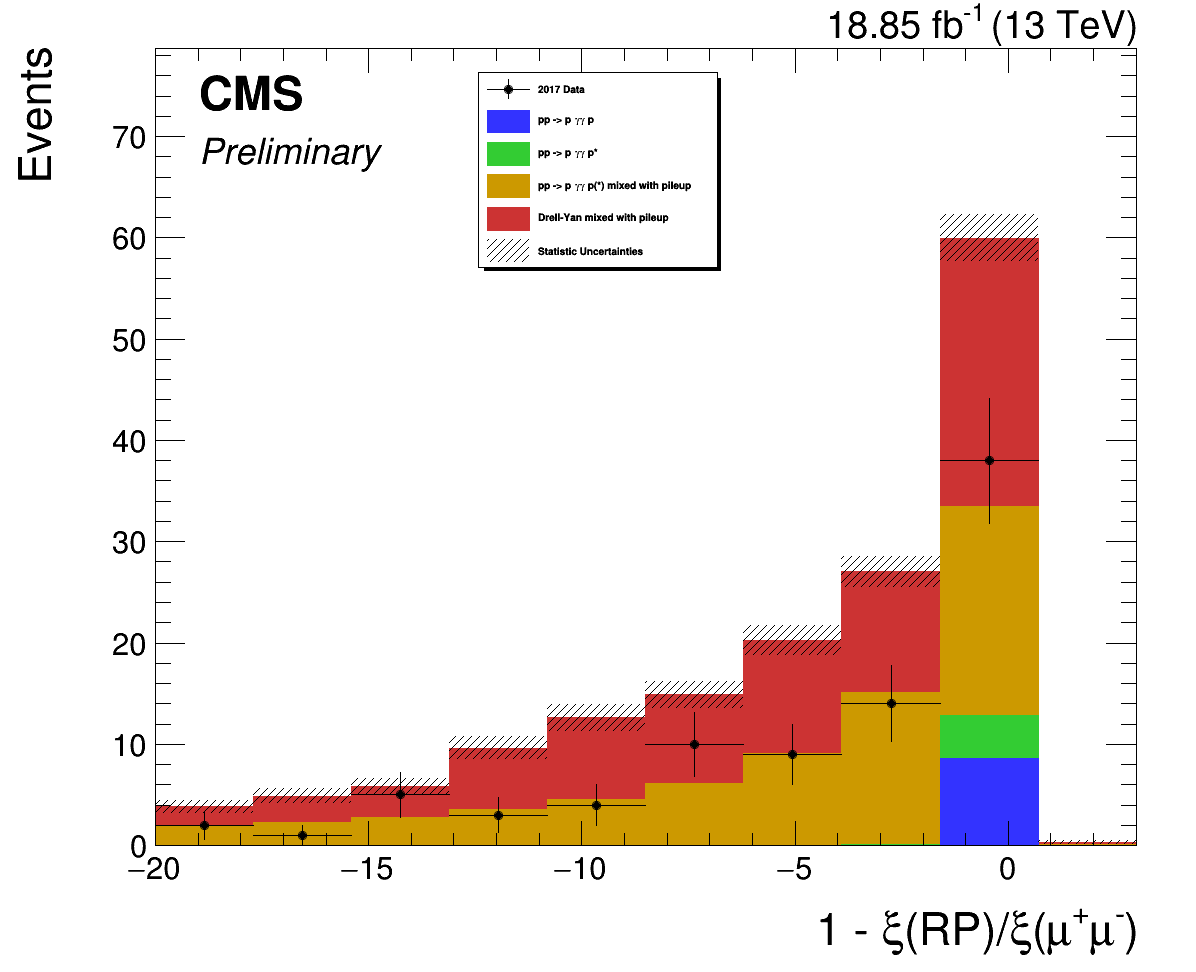 18.85 fb⁻¹ (13 TeV)
Events
CMS
Preliminary
2017 Data
pp -> p γγ p
pp -> p γγ p*
pp -> p γγ p(*) mixed with pileup
Drell-Yan mixed with pileup
Statistic Uncertainties
70
60
50
40
30
20
10
0
−20 −15 −10 −5 0
1 - ξ(RP)/ξ(μ⁺μ⁻)